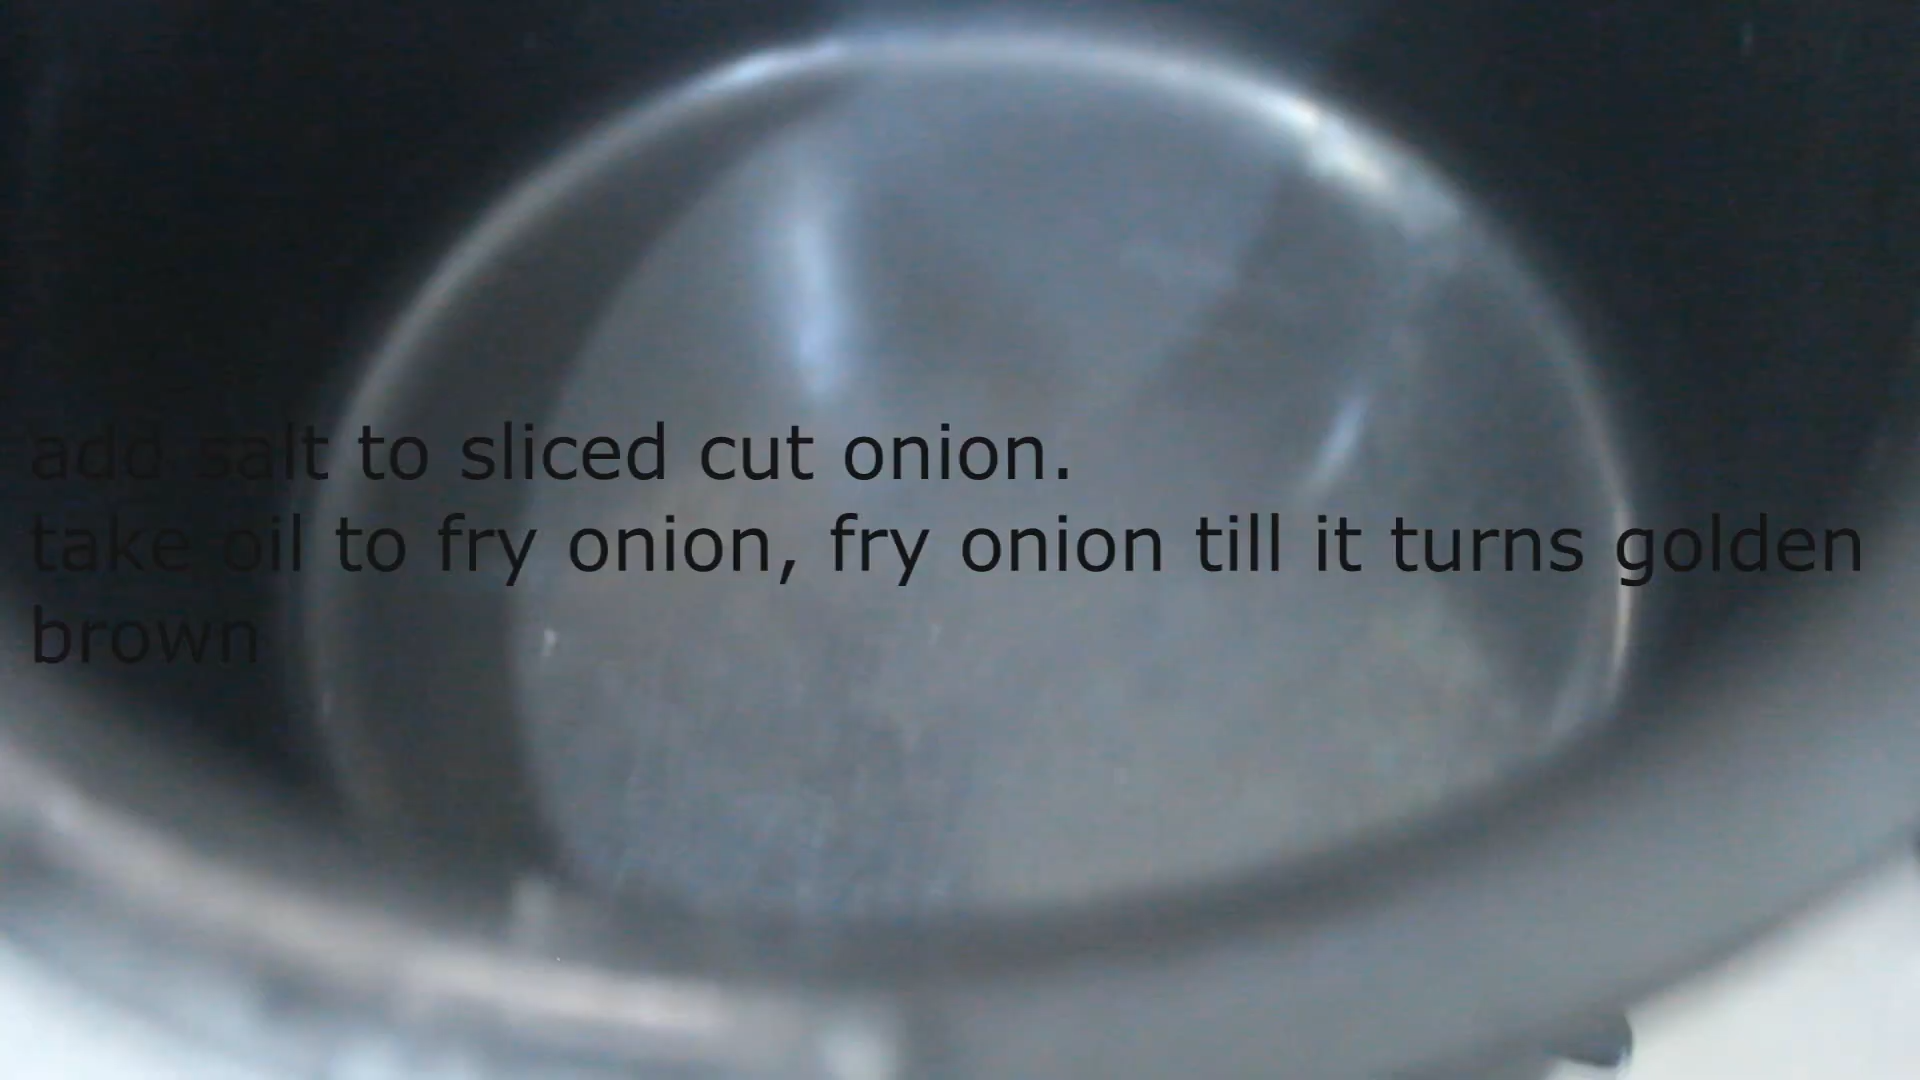 add salt to sliced cut onion.
take oil to fry onion, fry onion till it turns golden
brown